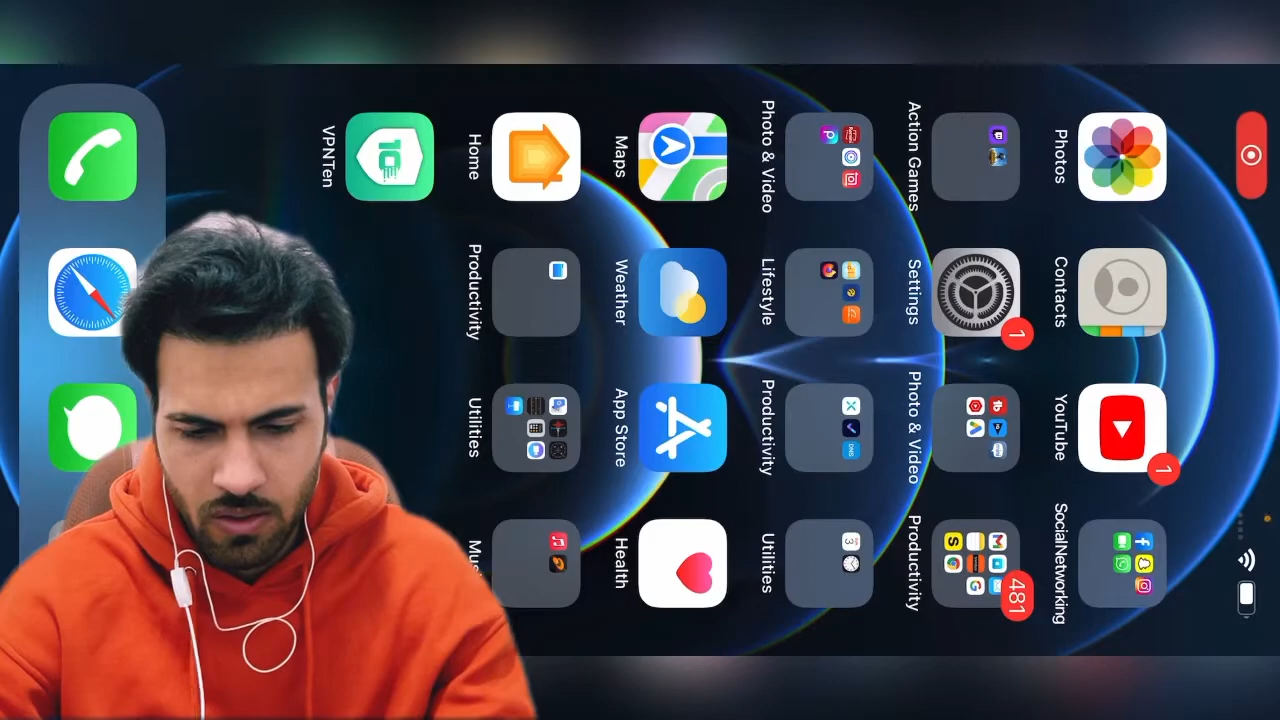 Photos
Contacts
YouTube
1
SocialNetworking
Action Games
Settings
1
Photo & Video
Productivity
481
Photo & Video
Lifestyle
Productivity
Utilities
Maps
Weather
App Store
Health
Home
Productivity
Utilities
VPNTen
10